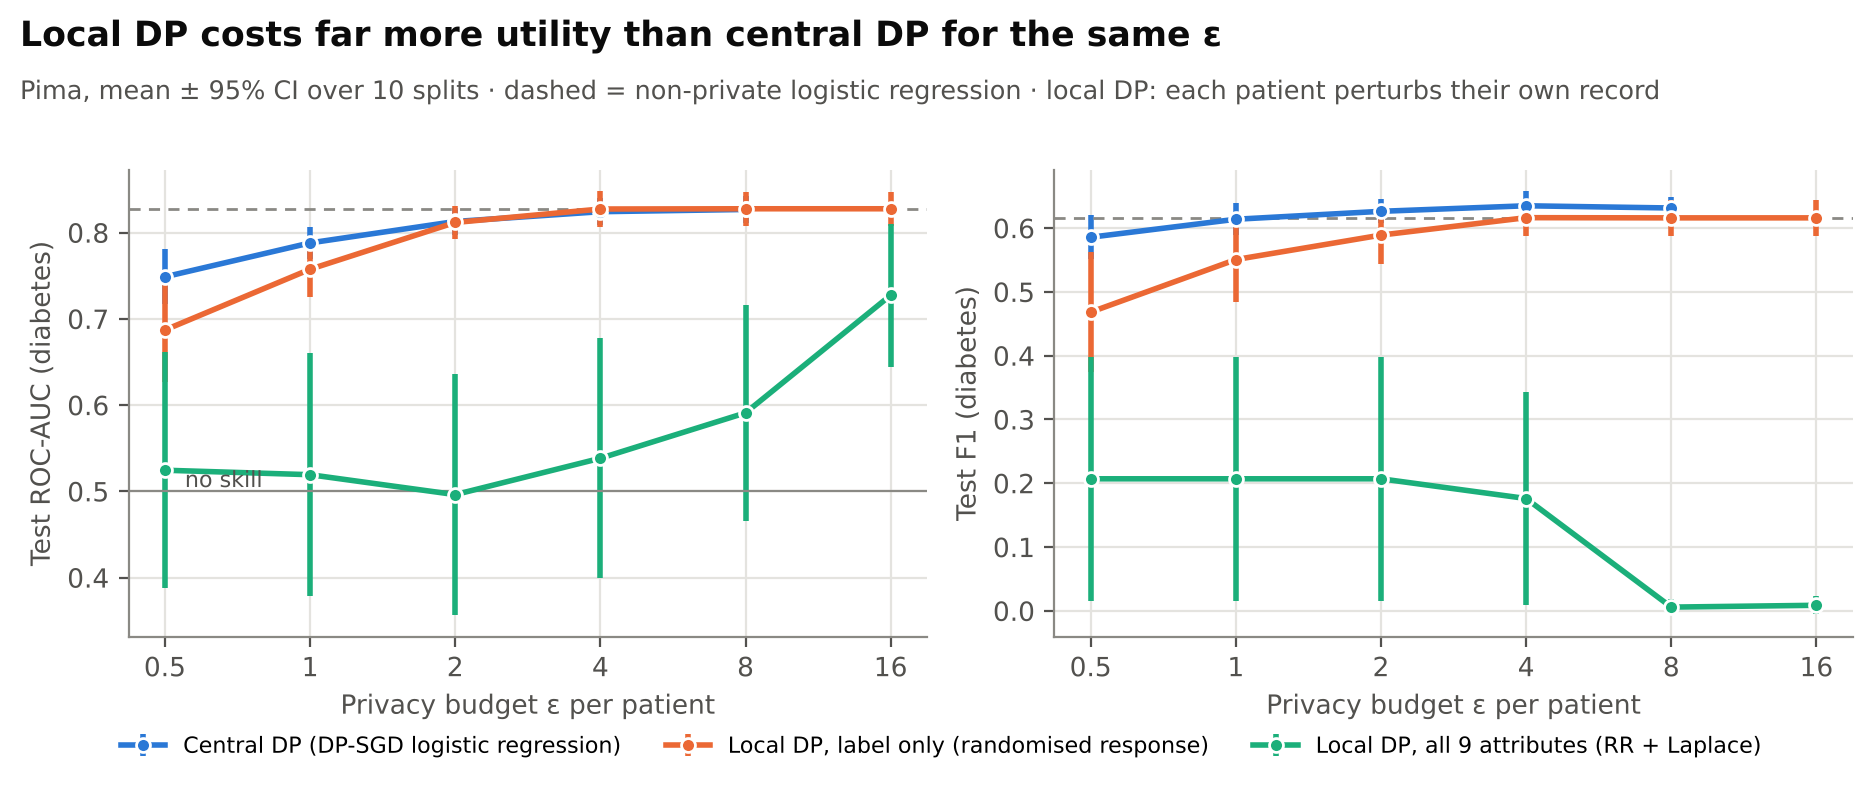 Local DP costs far more utility than central DP for the same ε
Pima, mean ± 95% CI over 10 splits · dashed = non-private logistic regression · local DP: each patient perturbs their own record
Test ROC-AUC (diabetes)
0.8
0.7
0.6
0.5
0.4
no skill
0.5 1 2 4 8 16
Privacy budget ε per patient
Test F1 (diabetes)
0.6
0.5
0.4
0.3
0.2
0.1
0.0
0.5 1 2 4 8 16
Privacy budget ε per patient
Central DP (DP-SGD logistic regression)
Local DP, label only (randomised response)
Local DP, all 9 attributes (RR + Laplace)